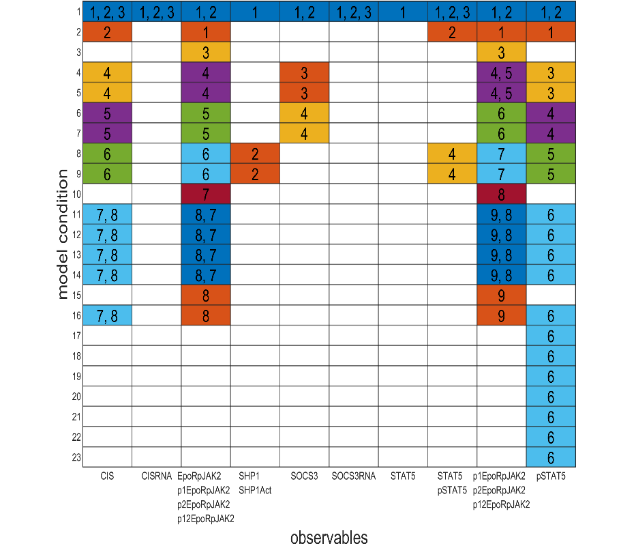 1 1, 2, 3 1, 2, 3 1, 2 1 1, 2 1, 2, 3 1 1, 2, 3 1, 2 1, 2
2 2 1 2 1 1
3 3 3
4 4 4 3 4, 5 3
5 4 4 3 4, 5 3
6 5 5 4 6 4
7 5 5 4 6 4
8 6 6 2 4 7 5
9 6 6 2 4 7 5
10 7 8
11 7, 8 8, 7 9, 8 6
12 7, 8 8, 7 9, 8 6
13 7, 8 8, 7 9, 8 6
14 7, 8 8, 7 9, 8 6
15 8 9
16 7, 8 8 9 6
17 6
18 6
19 6
20 6
21 6
22 6
23 6
model condition
CIS CISRNA EpoRpJAK2 SHP1 SOCS3 SOCS3RNA STAT5 STAT5 p1EpoRpJAK2 pSTAT5
p1EpoRpJAK2 SHP1Act pSTAT5 p2EpoRpJAK2
p2EpoRpJAK2 p12EpoRpJAK2
p12EpoRpJAK2
observables